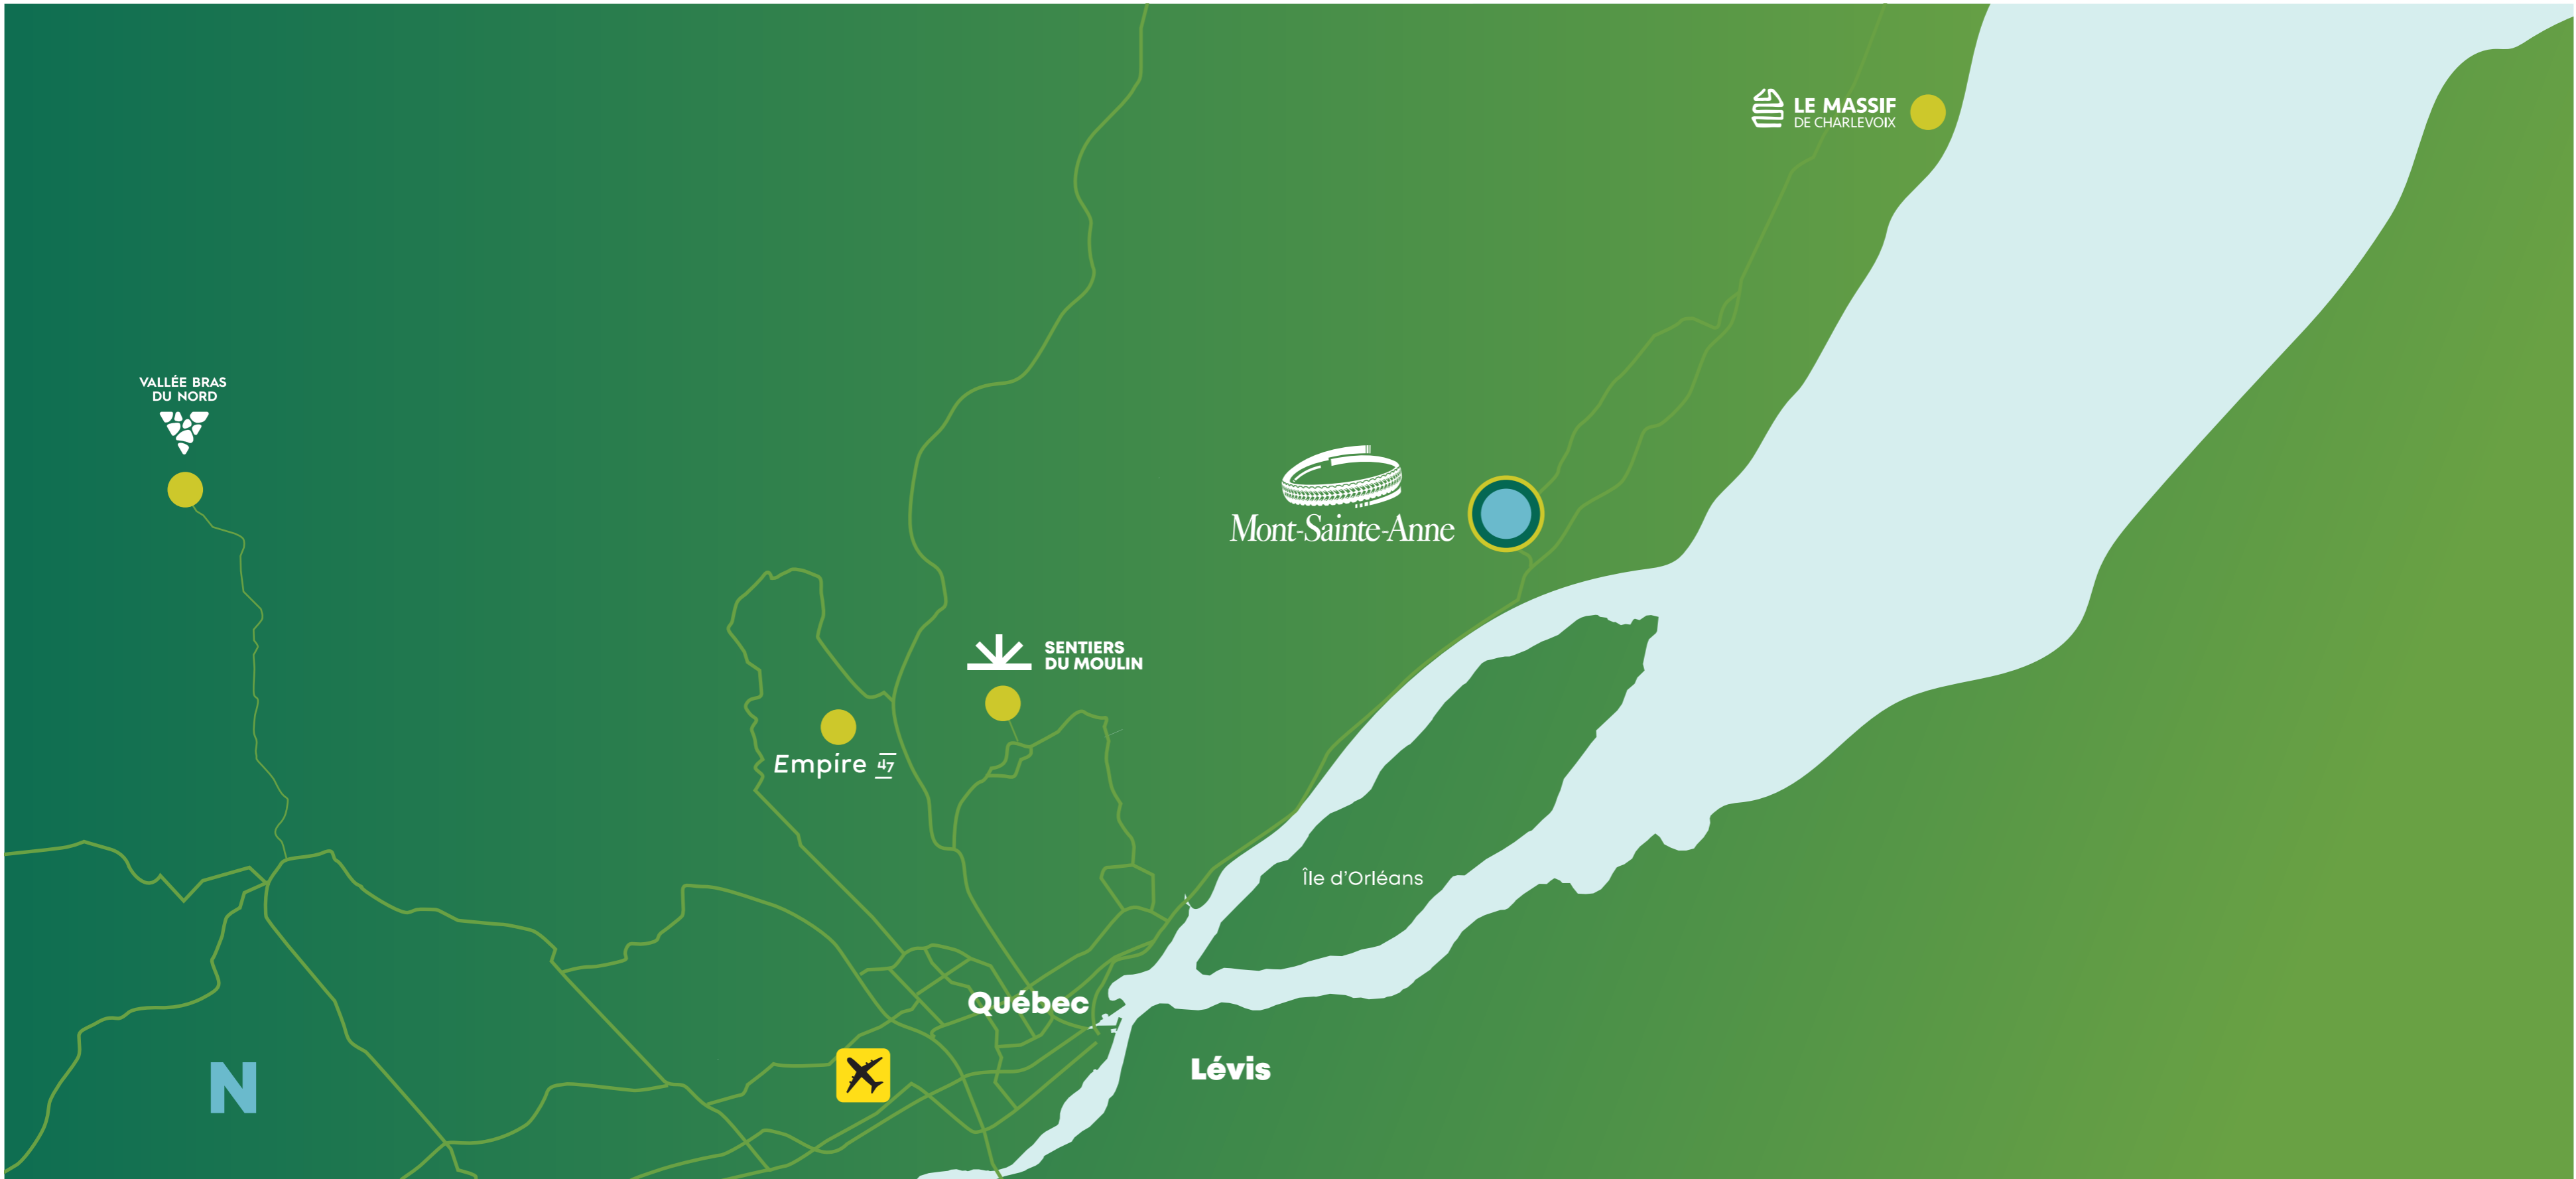 LE MASSIF
DE CHARLEVOIX
VALLÉE BRAS
DU NORD
Mont-Sainte-Anne
SENTIERS
DU MOULIN
Empire 47
Île d'Orléans
Québec
Lévis
N